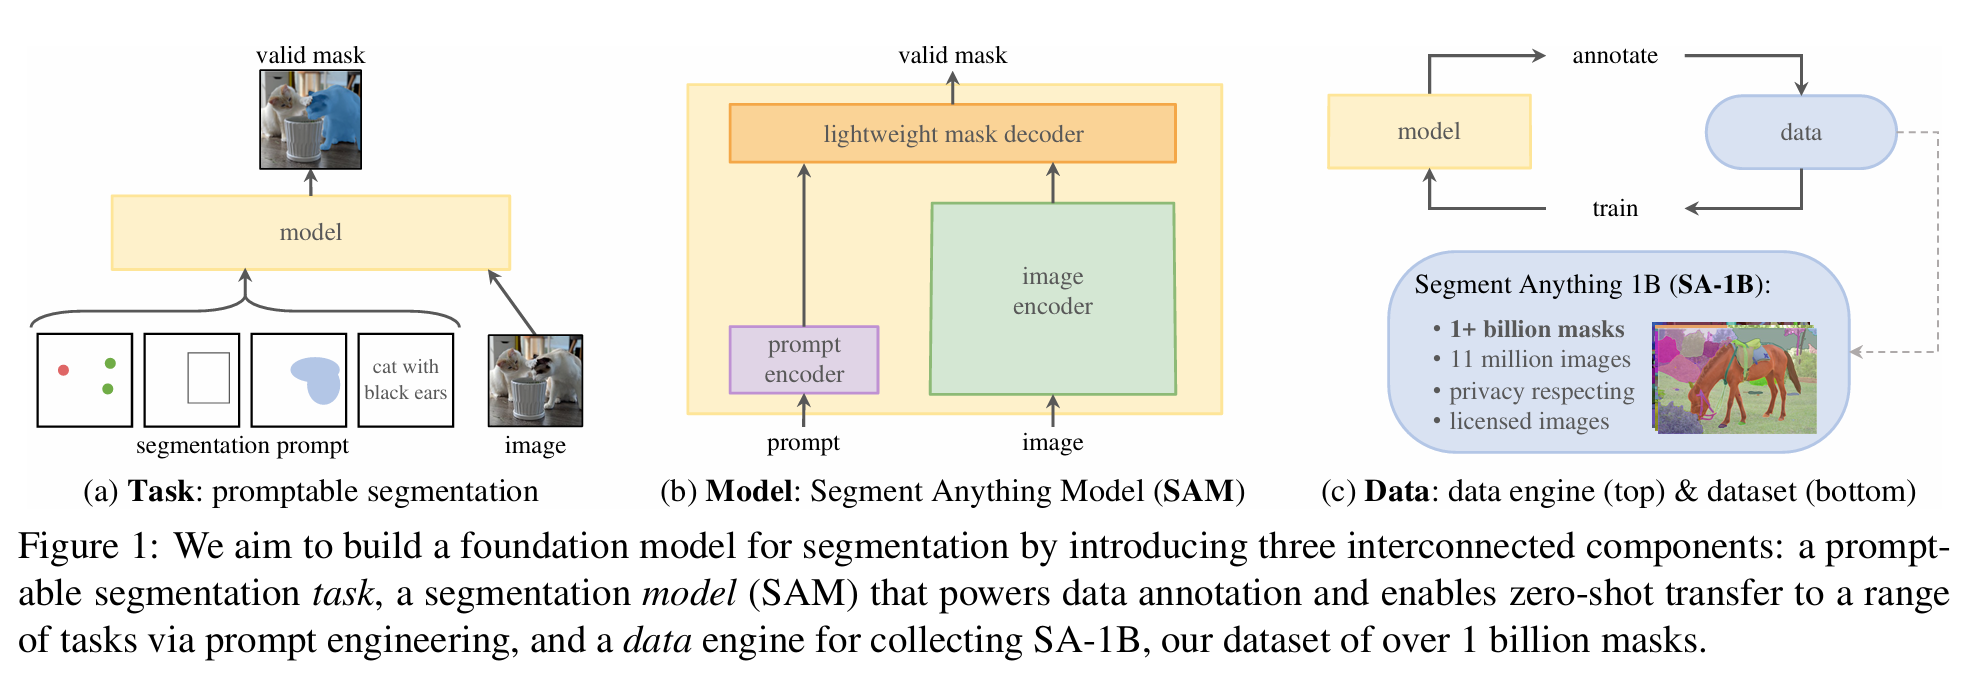 valid mask
model
cat with
black ears
segmentation prompt
image
(a) Task: promptable segmentation
valid mask
lightweight mask decoder
image
encoder
prompt
encoder
prompt
image
(b) Model: Segment Anything Model (SAM)
annotate
model
data
train
Segment Anything 1B (SA-1B):
• 1+ billion masks
• 11 million images
• privacy respecting
• licensed images
(c) Data: data engine (top) & dataset (bottom)
Figure 1: We aim to build a foundation model for segmentation by introducing three interconnected components: a prompt-
able segmentation task, a segmentation model (SAM) that powers data annotation and enables zero-shot transfer to a range
of tasks via prompt engineering, and a data engine for collecting SA-1B, our dataset of over 1 billion masks.